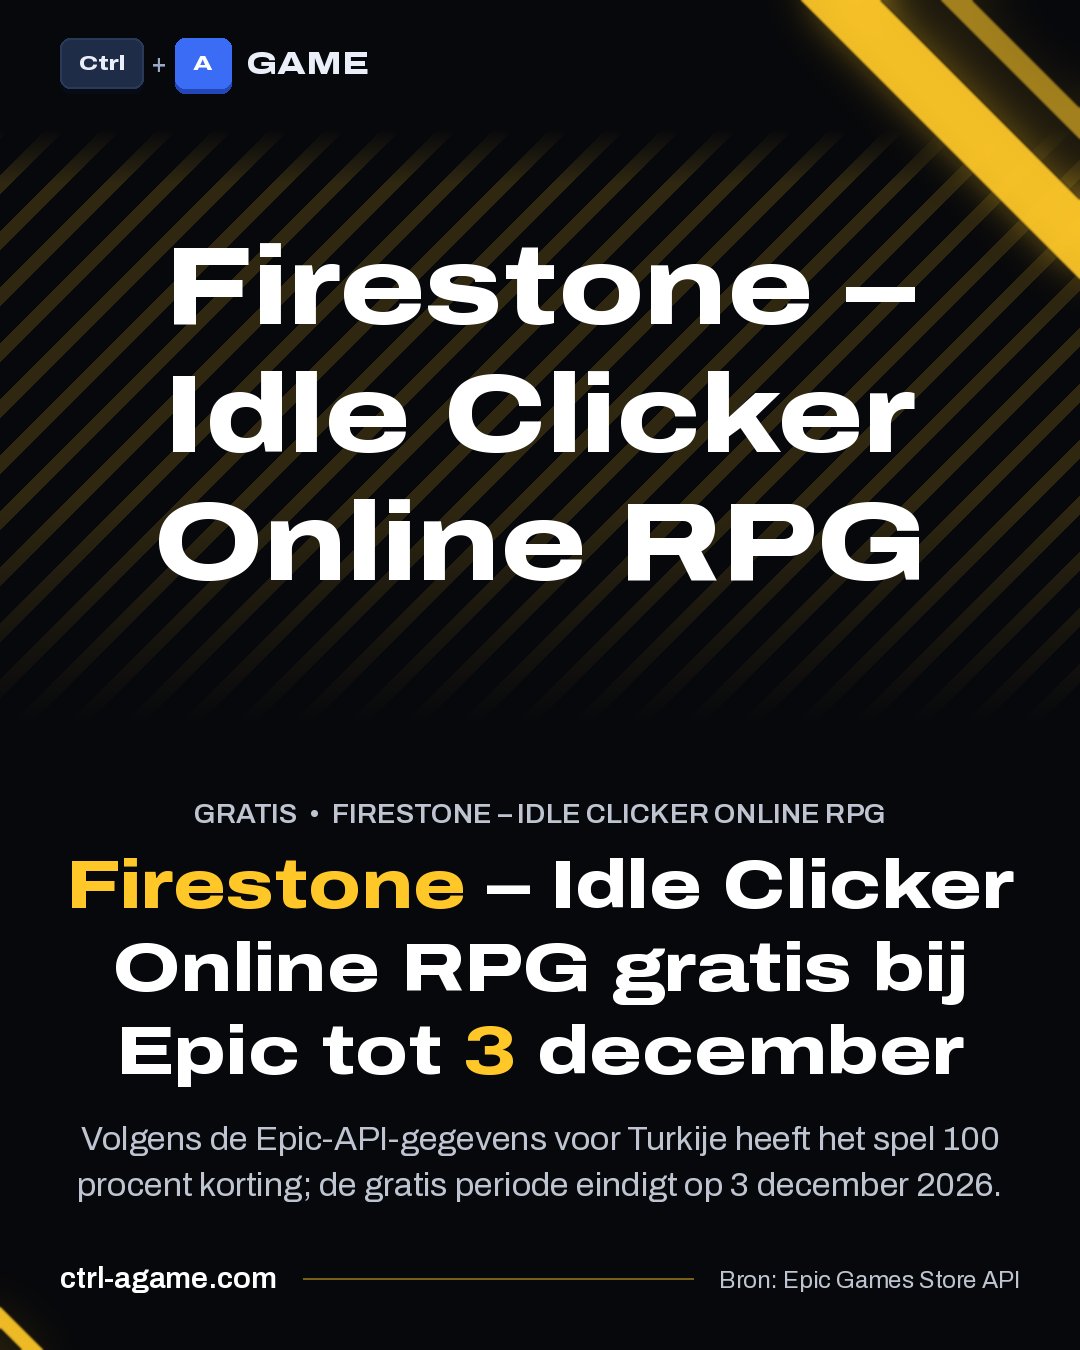 Ctrl + A GAME
Firestone –
Idle Clicker
Online RPG
GRATIS • FIRESTONE – IDLE CLICKER ONLINE RPG
Firestone – Idle Clicker
Online RPG gratis bij
Epic tot 3 december
Volgens de Epic-API-gegevens voor Turkije heeft het spel 100
procent korting; de gratis periode eindigt op 3 december 2026.
ctrl-agame.com
Bron: Epic Games Store API